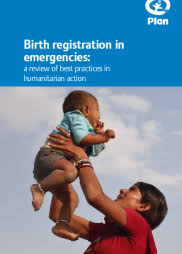 Plan
Birth registration in
emergencies:
a review of best practices in
humanitarian action